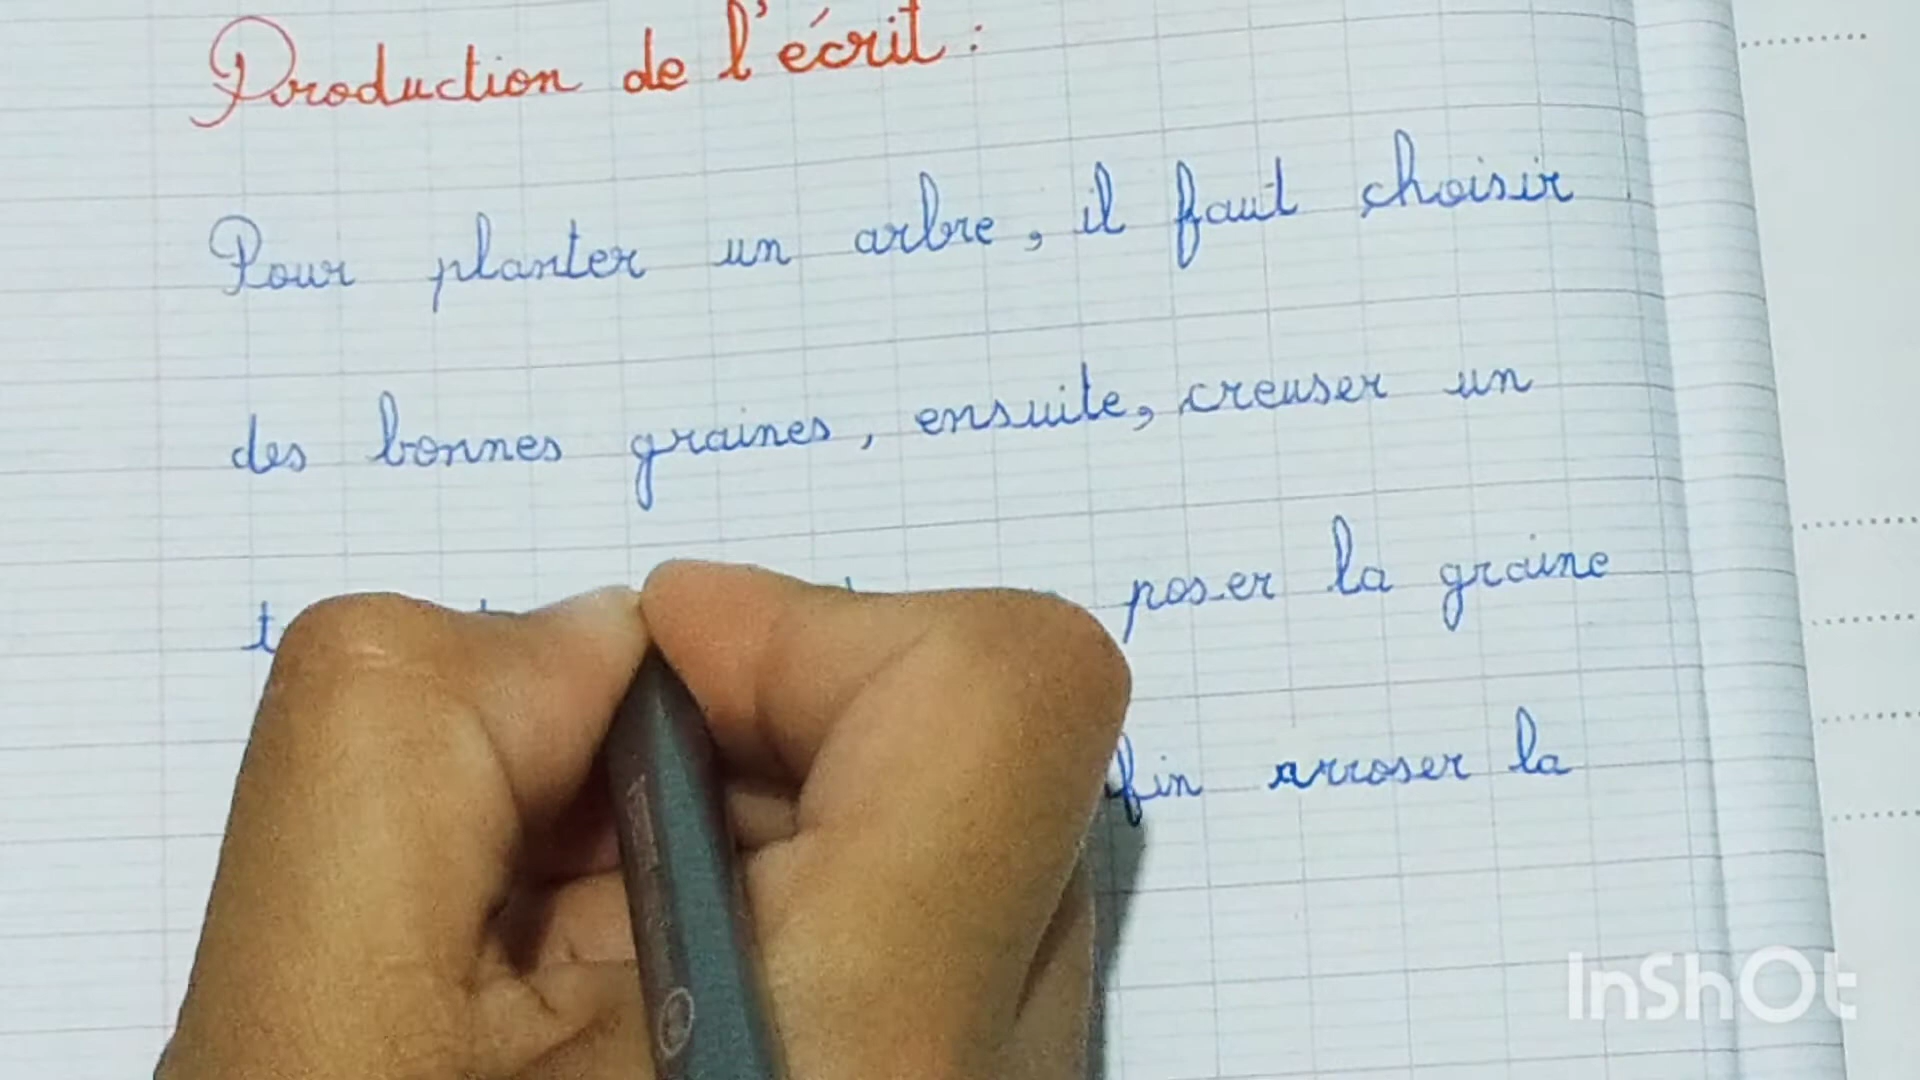 Production de l'écrit :
Pour planter un arbre, il faut choisir
des bonnes graines, ensuite, creuser un
poser la graine
arroser la
InShOt